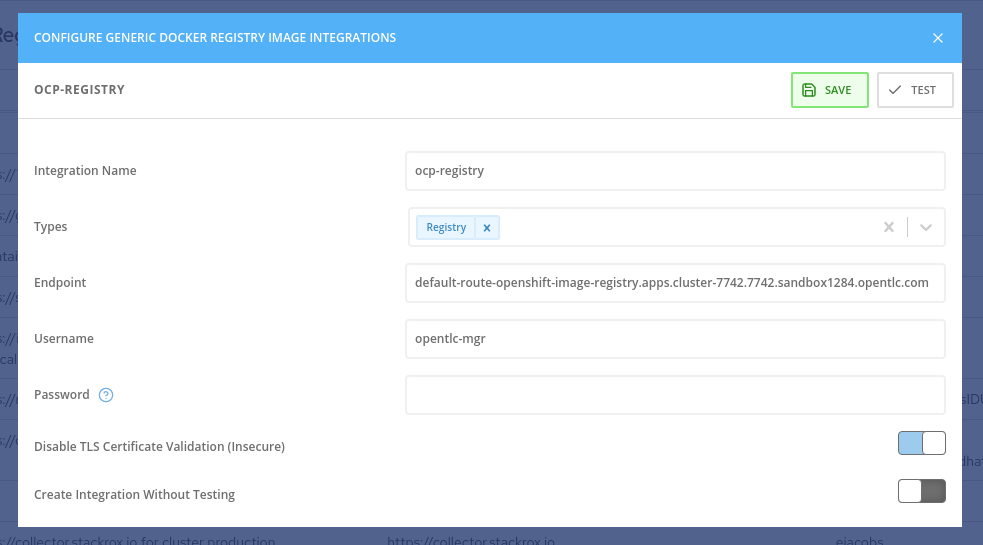 Reg
CONFIGURE GENERIC DOCKER REGISTRY IMAGE INTEGRATIONS
OCP-REGISTRY
SAVE
TEST
Integration Name
ocp-registry
Types
Registry
Endpoint
default-route-openshift-image-registry.apps.cluster-7742.7742.sandbox1284.opentlc.com
Username
opentlc-mgr
Password
Disable TLS Certificate Validation (Insecure)
Create Integration Without Testing
s://collector.stackrox.io for cluster production
https://collector.stackrox.io
ejacobs